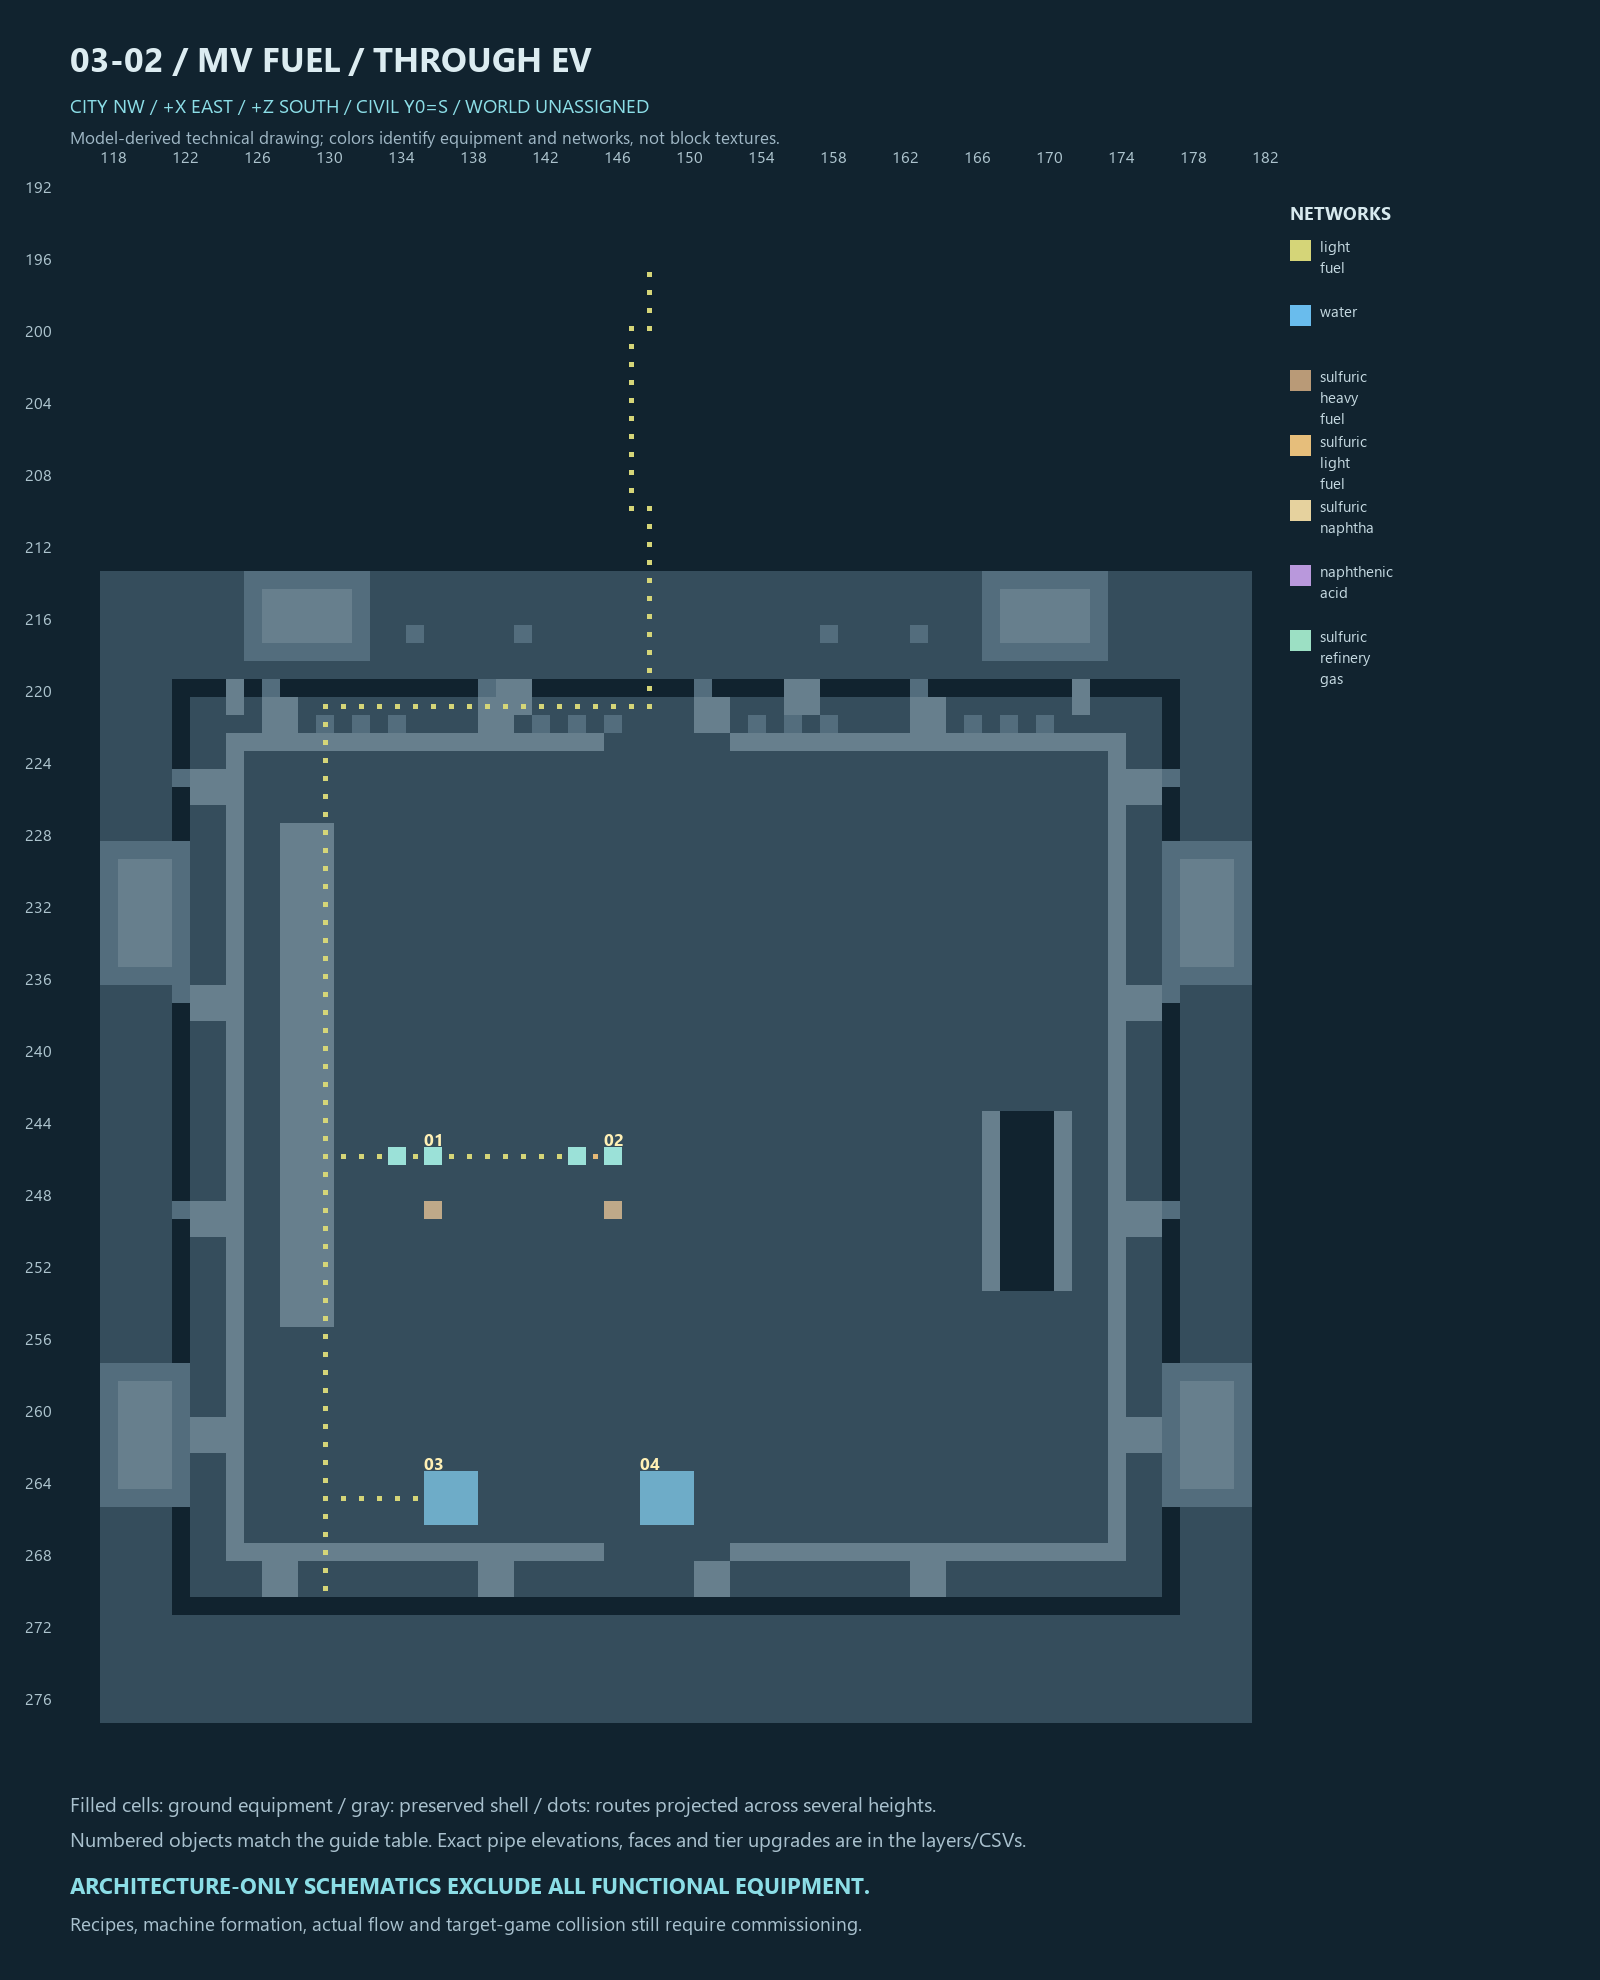 03-02 / MV FUEL / THROUGH EV
CITY NW / +X EAST / +Z SOUTH / CIVIL Y0=S / WORLD UNASSIGNED
Model-derived technical drawing; colors identify equipment and networks, not block textures.
118 122 126 130 134 138 142 146 150 154 158 162 166 170 174 178 182
192
196
200
204
208
212
216
220
224
228
232
236
240
244
248
252
256
260
264
268
272
276
NETWORKS
light
fuel
water
sulfuric
heavy
fuel
sulfuric
light
fuel
sulfuric
naphtha
naphthenic
acid
sulfuric
refinery
gas
01 02
03 04
Filled cells: ground equipment / gray: preserved shell / dots: routes projected across several heights.
Numbered objects match the guide table. Exact pipe elevations, faces and tier upgrades are in the layers/CSVs.
ARCHITECTURE-ONLY SCHEMATICS EXCLUDE ALL FUNCTIONAL EQUIPMENT.
Recipes, machine formation, actual flow and target-game collision still require commissioning.